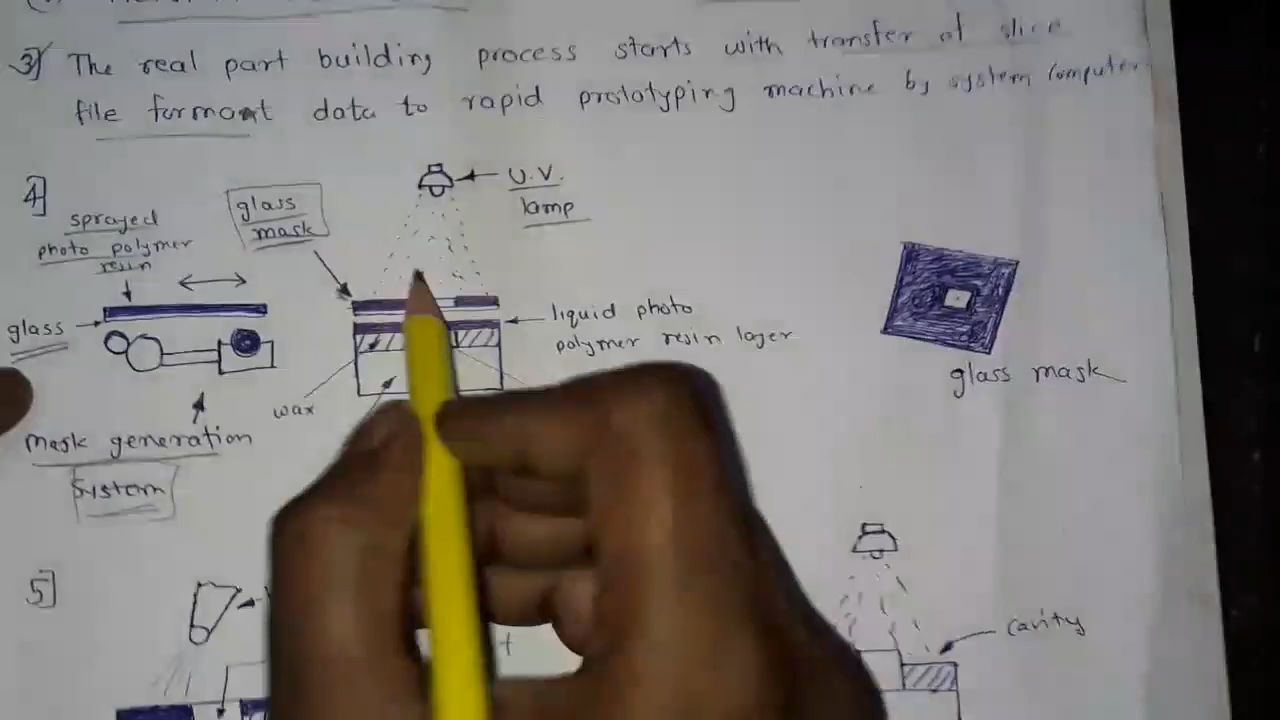 3] The real part building process starts with transfer of slice
file formant data to rapid prototyping machine by system computer.
4]
sprayed
photo polymer
resin
glass
mask
U.V.
lamp
glass
liquid photo
polymer resin layer
wax
mask generation
system
glass mask
5]
cavity